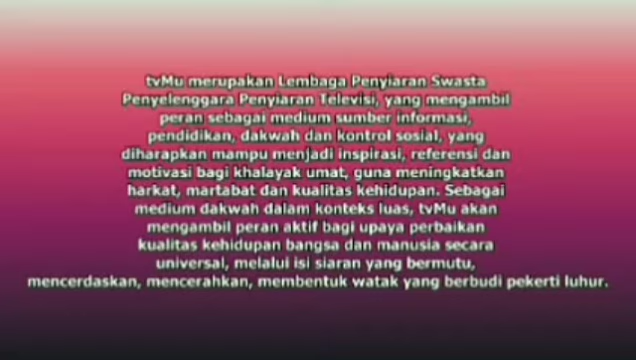 tvMu merupakan Lembaga Penyiaran Swasta
Penyelenggara Penyiaran Televisi, yang mengambil
peran sebagai medium sumber informasi,
pendidikan, dakwah dan kontrol sosial, yang
diharapkan mampu menjadi inspirasi, referensi dan
motivasi bagi khalayak umat, guna meningkatkan
harkat, martabat dan kualitas kehidupan. Sebagai
medium dakwah dalam konteks luas, tvMu akan
mengambil peran aktif bagi upaya perbaikan
kualitas kehidupan bangsa dan manusia secara
universal, melalui isi siaran yang bermutu,
mencerdaskan, mencerahkan, membentuk watak yang berbudi pekerti luhur.